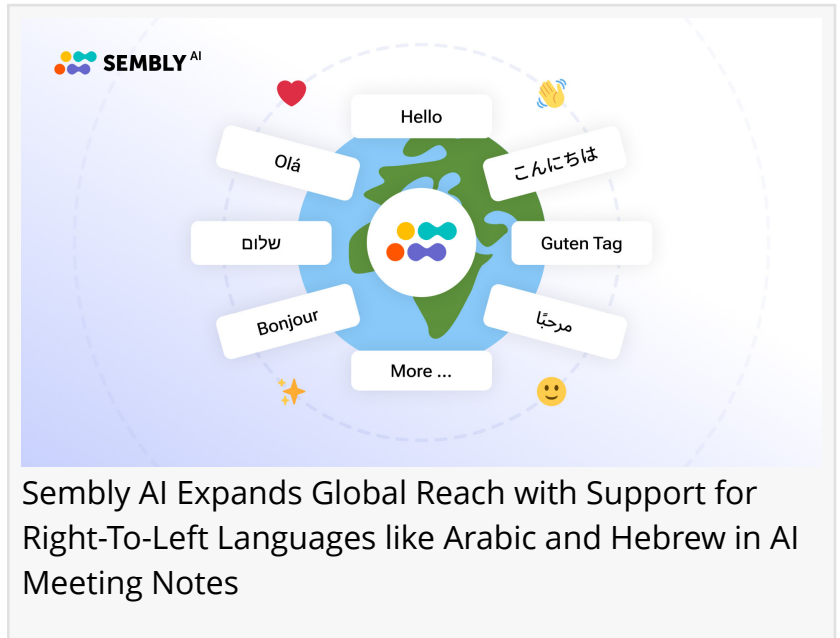 SEMBLY AI
Hello
Olá
こんにちは
שלום
Guten Tag
Bonjour
مرحبًا
More ...
Sembly AI Expands Global Reach with Support for
Right-To-Left Languages like Arabic and Hebrew in AI
Meeting Notes